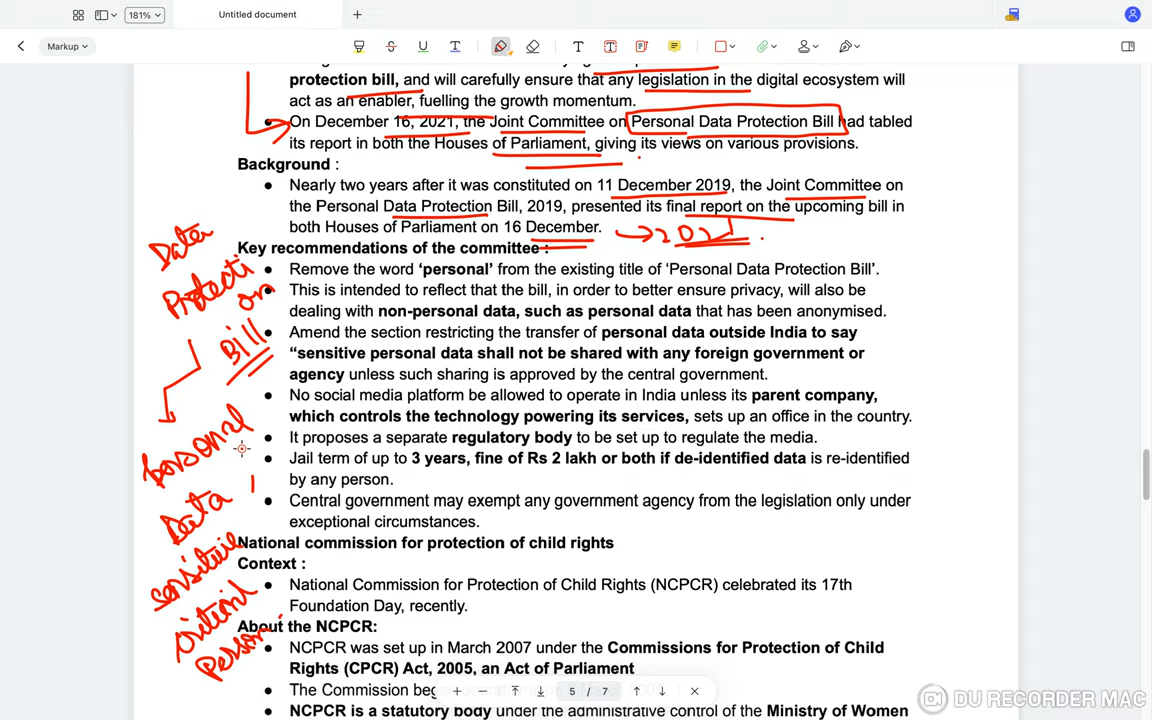 181%
Untitled document
Markup
protection bill, and will carefully ensure that any legislation in the digital ecosystem will
act as an enabler, fuelling the growth momentum.
On December 16, 2021, the Joint Committee on Personal Data Protection Bill had tabled
its report in both the Houses of Parliament, giving its views on various provisions.
Background :
Nearly two years after it was constituted on 11 December 2019, the Joint Committee on
the Personal Data Protection Bill, 2019, presented its final report on the upcoming bill in
both Houses of Parliament on 16 December.
2021
Key recommendations of the committee :
Remove the word ‘personal’ from the existing title of ‘Personal Data Protection Bill’.
This is intended to reflect that the bill, in order to better ensure privacy, will also be
dealing with non-personal data, such as personal data that has been anonymised.
Amend the section restricting the transfer of personal data outside India to say
“sensitive personal data shall not be shared with any foreign government or
agency unless such sharing is approved by the central government.
No social media platform be allowed to operate in India unless its parent company,
which controls the technology powering its services, sets up an office in the country.
It proposes a separate regulatory body to be set up to regulate the media.
Jail term of up to 3 years, fine of Rs 2 lakh or both if de-identified data is re-identified
by any person.
Central government may exempt any government agency from the legislation only under
exceptional circumstances.
Data
Protecti
on
Bill
Personal
Data
Sensitive
Critical
Person
National commission for protection of child rights
Context :
National Commission for Protection of Child Rights (NCPCR) celebrated its 17th
Foundation Day, recently.
About the NCPCR:
NCPCR was set up in March 2007 under the Commissions for Protection of Child
Rights (CPCR) Act, 2005, an Act of Parliament
The Commission
5 / 7
NCPCR is a statutory body under the administrative control of the Ministry of Women
DU RECORDER MAC